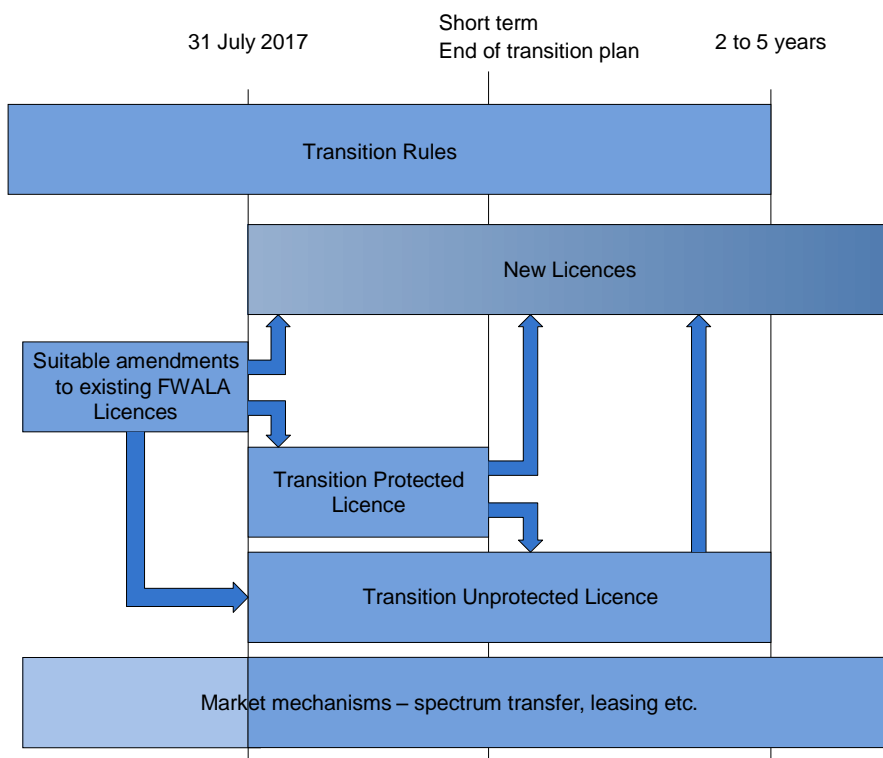 31 July 2017
Short term
End of transition plan
2 to 5 years
Transition Rules
New Licences
Suitable amendments
to existing FWALA
Licences
Transition Protected
Licence
Transition Unprotected Licence
Market mechanisms – spectrum transfer, leasing etc.